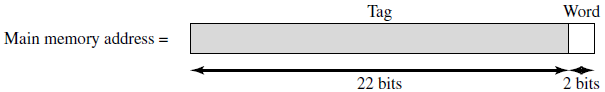 Tag Word
Main memory address =
22 bits 2 bits